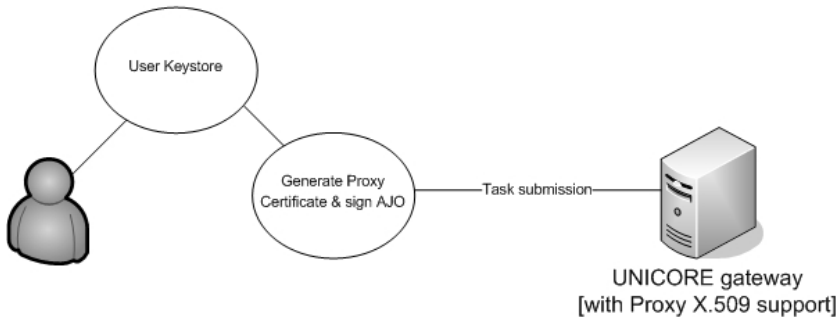 User Keystore
Generate Proxy
Certificate & sign AJO
Task submission
UNICORE gateway
[with Proxy X.509 support]